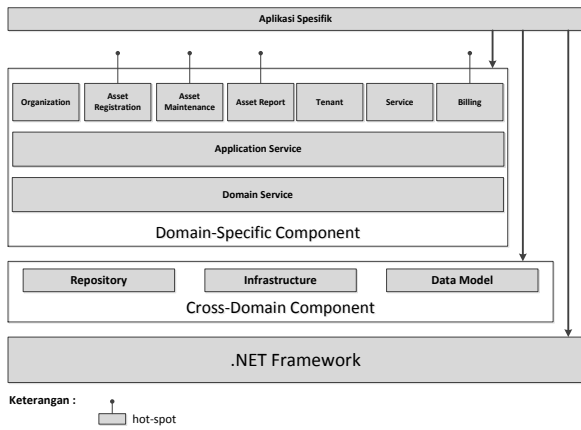 Aplikasi Spesifik
Organization
Asset
Registration
Asset
Maintenance
Asset Report
Tenant
Service
Billing
Application Service
Domain Service
Domain-Specific Component
Repository
Infrastructure
Data Model
Cross-Domain Component
.NET Framework
Keterangan :
hot-spot